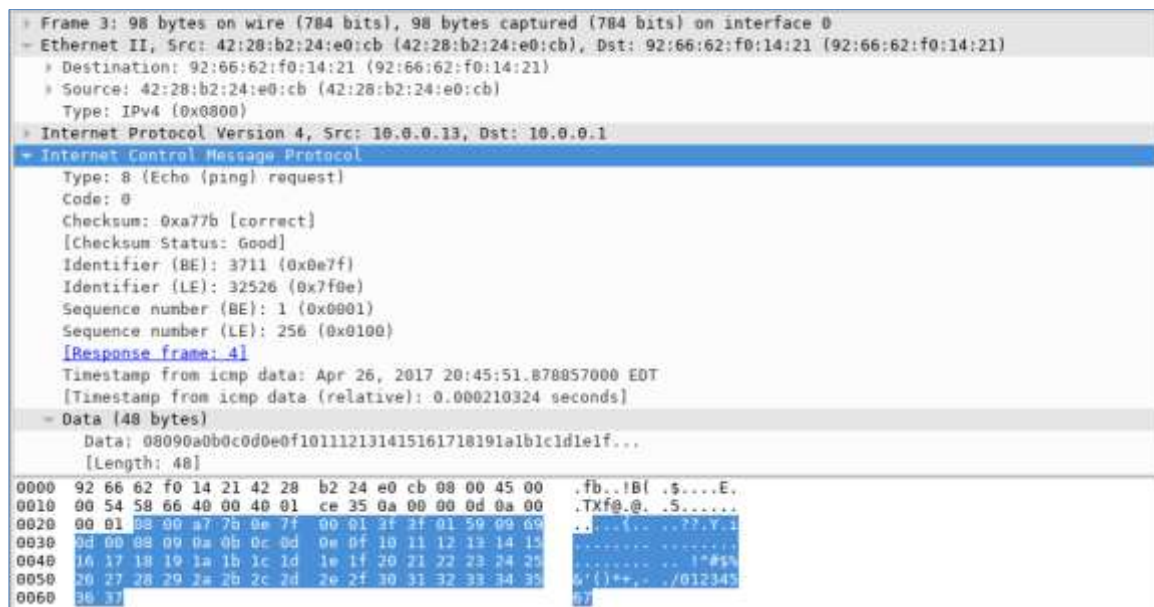 Frame 3: 98 bytes on wire (784 bits), 98 bytes captured (784 bits) on interface 0
Ethernet II, Src: 42:28:b2:24:e0:cb (42:28:b2:24:e0:cb), Dst: 92:66:62:f0:14:21 (92:66:62:f0:14:21)
Destination: 92:66:62:f0:14:21 (92:66:62:f0:14:21)
Source: 42:28:b2:24:e0:cb (42:28:b2:24:e0:cb)
Type: IPv4 (0x0800)
Internet Protocol Version 4, Src: 10.0.0.13, Dst: 10.0.0.1
Internet Control Message Protocol
Type: 8 (Echo (ping) request)
Code: 0
Checksum: 0xa77b [correct]
[Checksum Status: Good]
Identifier (BE): 3711 (0x0e7f)
Identifier (LE): 32526 (0x7f0e)
Sequence number (BE): 1 (0x0001)
Sequence number (LE): 256 (0x0100)
[Response frame: 4]
Timestamp from icmp data: Apr 26, 2017 20:45:51.878857000 EDT
[Timestamp from icmp data (relative): 0.000210324 seconds]
Data (48 bytes)
Data: 08090a0b0c0d0e0f101112131415161718191a1b1c1d1e1f...
[Length: 48]
0000 92 66 62 f0 14 21 42 28 b2 24 e0 cb 08 00 45 00 .fb..!B( .$....E.
0010 00 54 58 66 40 00 40 01 ce 35 0a 00 00 0d 0a 00 .TXf@.@. .5......
0020 00 01 08 00 a7 7b 0e 7f 00 01 3f 3f 01 59 09 69 .....{.. ..??.Y.i
0030 0d 00 08 09 0a 0b 0c 0d 0e 0f 10 11 12 13 14 15 ........ ........
0040 16 17 18 19 1a 1b 1c 1d 1e 1f 20 21 22 23 24 25 ........ .. !"#$%
0050 26 27 28 29 2a 2b 2c 2d 2e 2f 30 31 32 33 34 35 &'()*+,- ./012345
0060 36 37 67